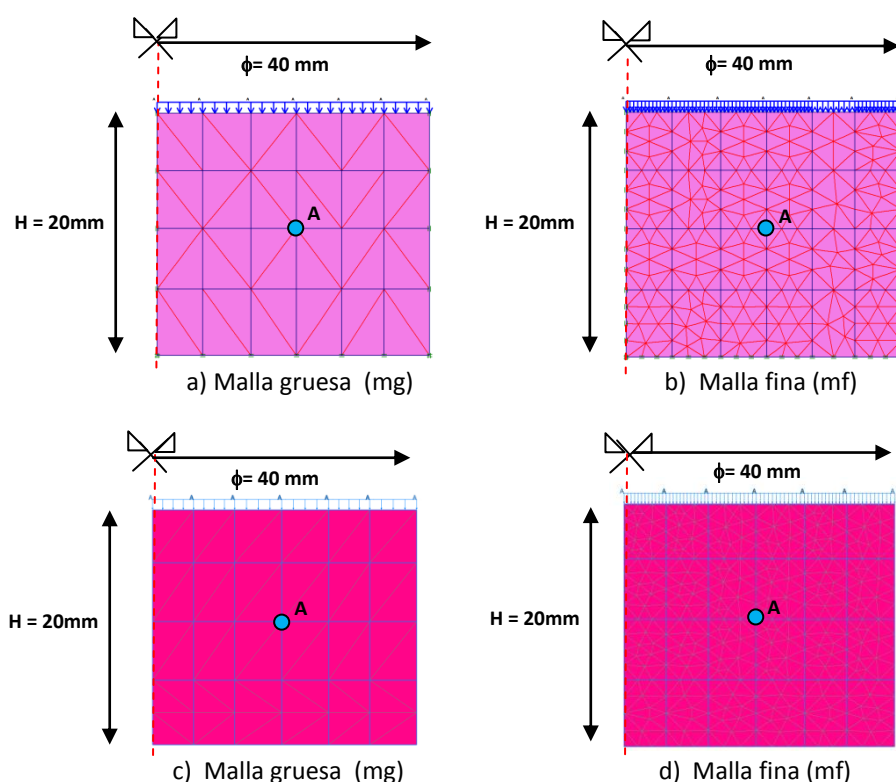 ϕ= 40 mm
H = 20mm
A
a) Malla gruesa (mg)
ϕ= 40 mm
H = 20mm
A
b) Malla fina (mf)
ϕ= 40 mm
H = 20mm
A
c) Malla gruesa (mg)
ϕ= 40 mm
H = 20mm
A
d) Malla fina (mf)